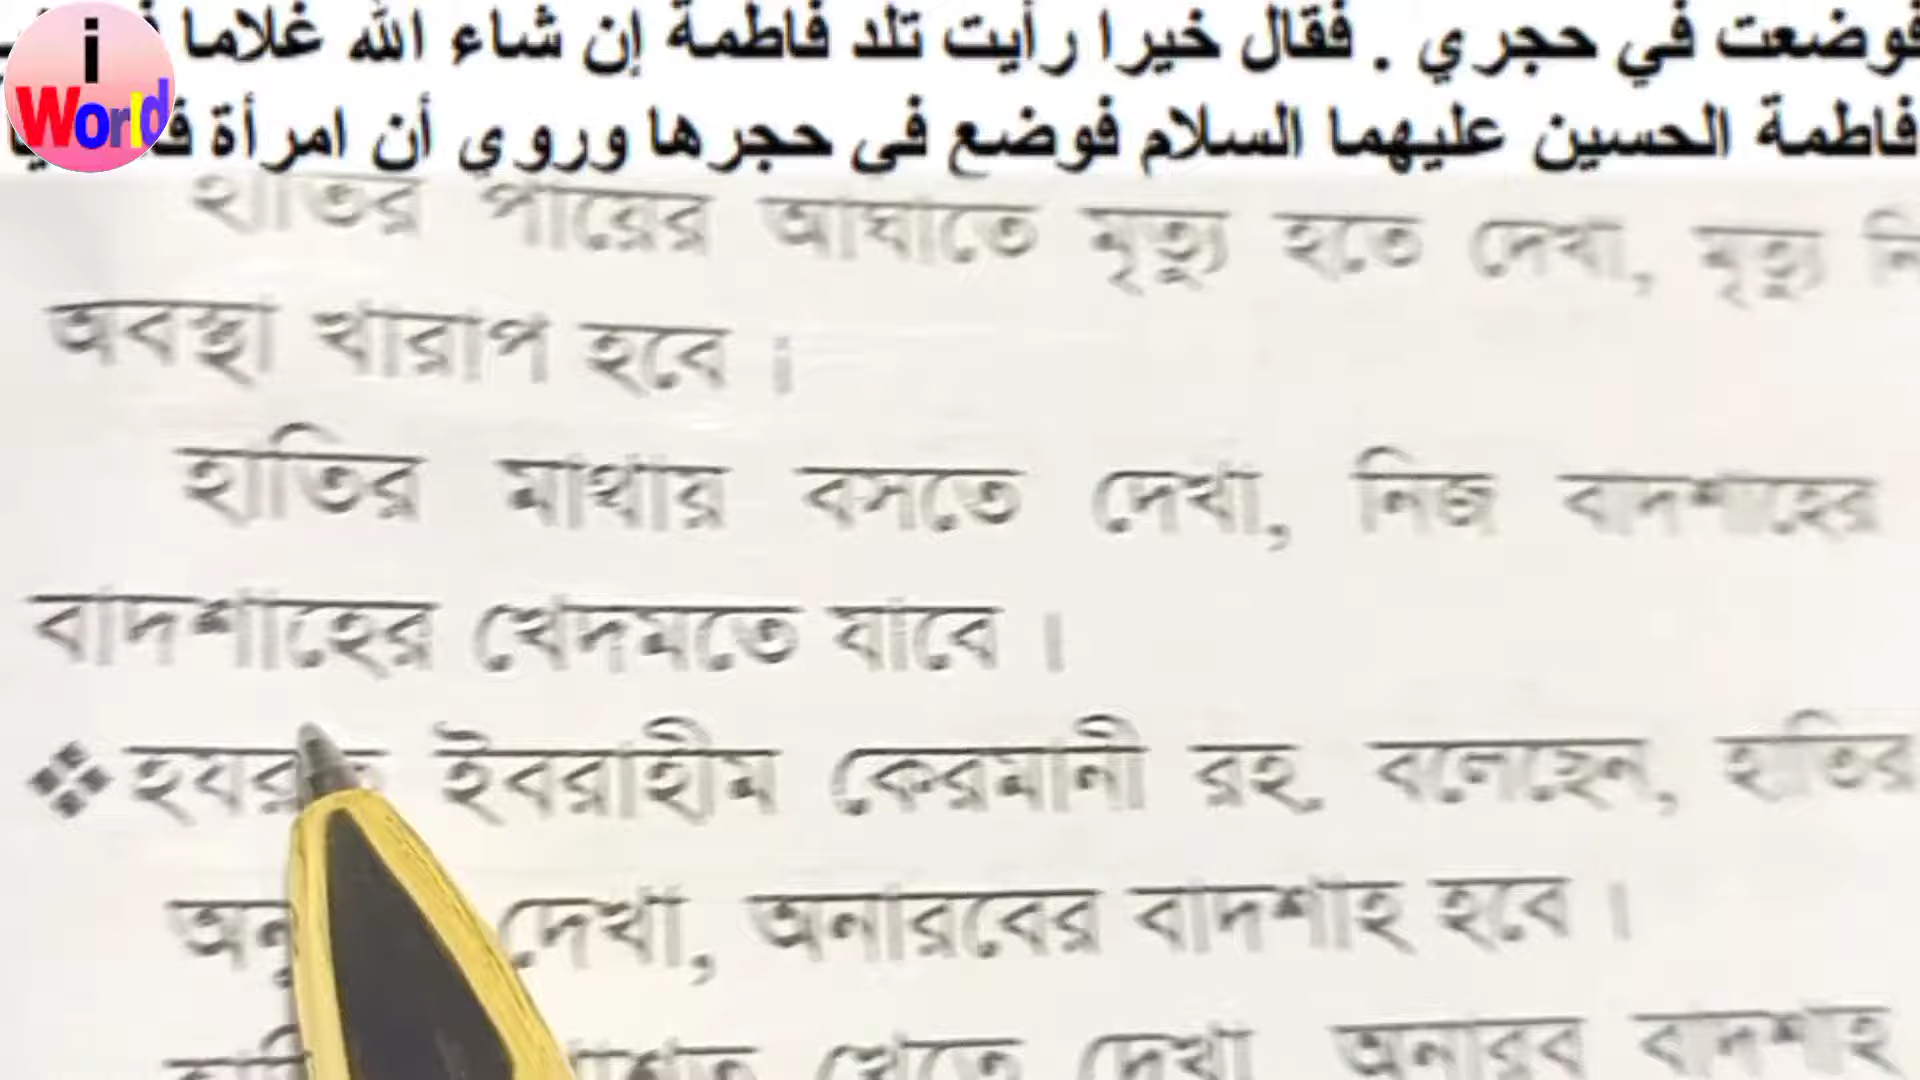 فوضعت في حجري . فقال خيرا رأيت تلد فاطمة إن شاء الله غلاما
فاطمة الحسين عليهما السلام فوضع في حجرها وروي أن امرأة
i
World
হাতির পায়ের আঘাতে মৃত্যু হতে দেখা, মৃত্যু
অবস্থা খারাপ হবে ।
হাতির মাথার বসতে দেখা, নিজ বাদশাহের
বাদশাহের খেদমতে যাবে ।
❖ হযরত ইবরাহীম কেরমানী রহ. বলেছেন, হাতির
দেখা, অনারবের বাদশাহ হবে ।
খেতে দেখা অনারব বাদশাহ